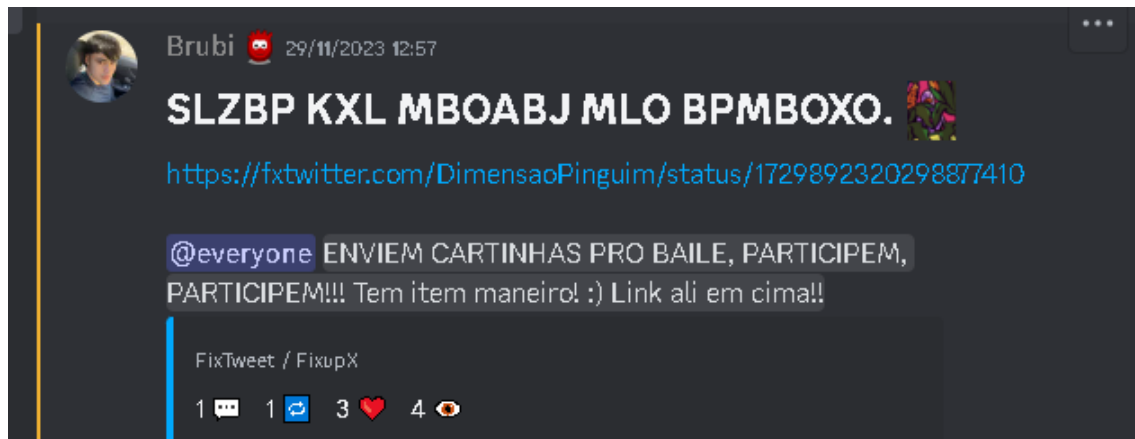 Brubi 29/11/2023 12:57
SLZBP KXL MBOABJ MLO BPMBOXO.
https://fxtwitter.com/DimensaoPinguim/status/1729892320298877410
@everyone ENVIEM CARTINHAS PRO BAILE, PARTICIPEM,
PARTICIPEM!!! Tem item maneiro! :) Link ali em cima!!
FixTweet / FixupX
1 1 3 4